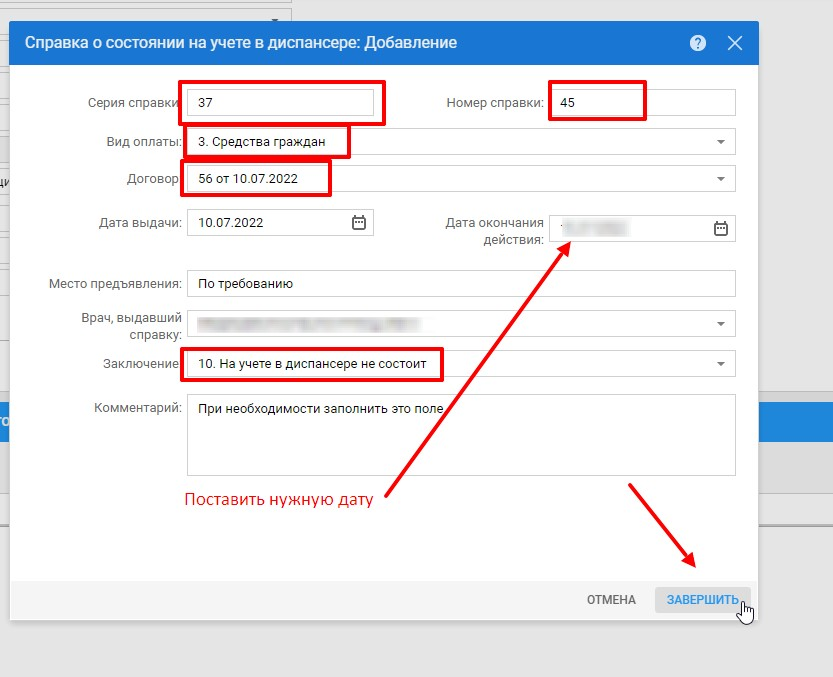 Справка о состоянии на учете в диспансере: Добавление
?
Серия справки 37
Номер справки: 45
Вид оплаты: 3. Средства граждан
Договор 56 от 10.07.2022
Дата выдачи: 10.07.2022
Дата окончания
действия:
Место предъявления: По требованию
Врач, выдавший
справку:
Заключение 10. На учете в диспансере не состоит
Комментарий: При необходимости заполнить это поле
Поставить нужную дату
ОТМЕНА
ЗАВЕРШИТЬ